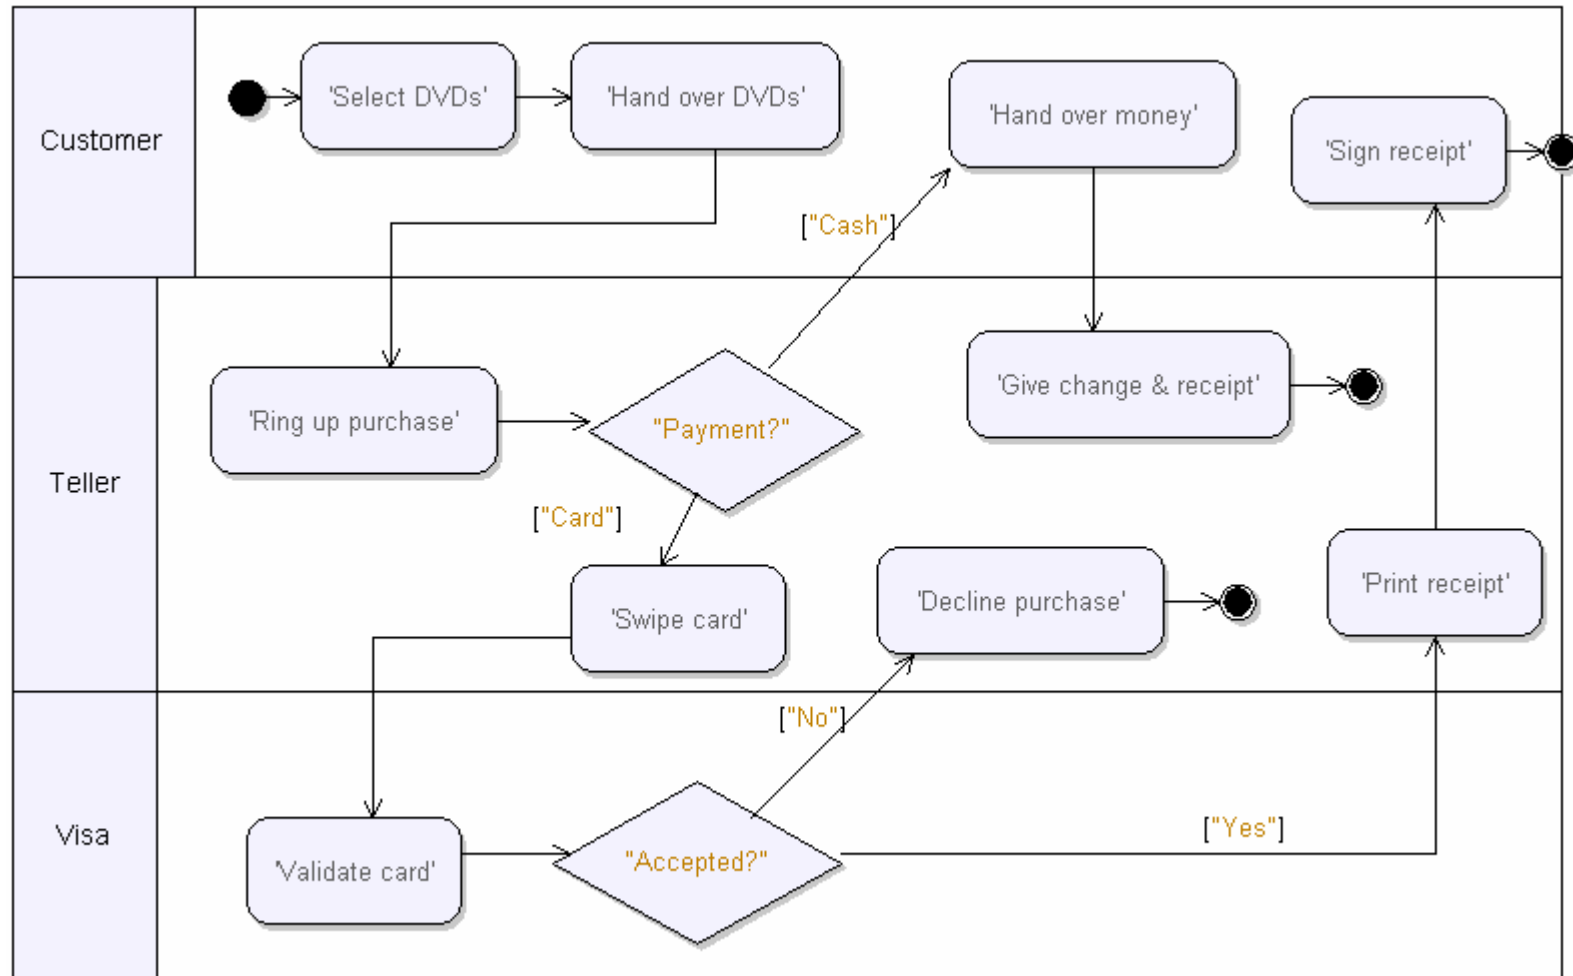 Customer
'Select DVDs'
'Hand over DVDs'
'Hand over money'
'Sign receipt'
["Cash"]
Teller
'Ring up purchase'
"Payment?"
'Give change & receipt'
["Card"]
'Swipe card'
'Decline purchase'
'Print receipt'
Visa
["No"]
["Yes"]
'Validate card'
"Accepted?"